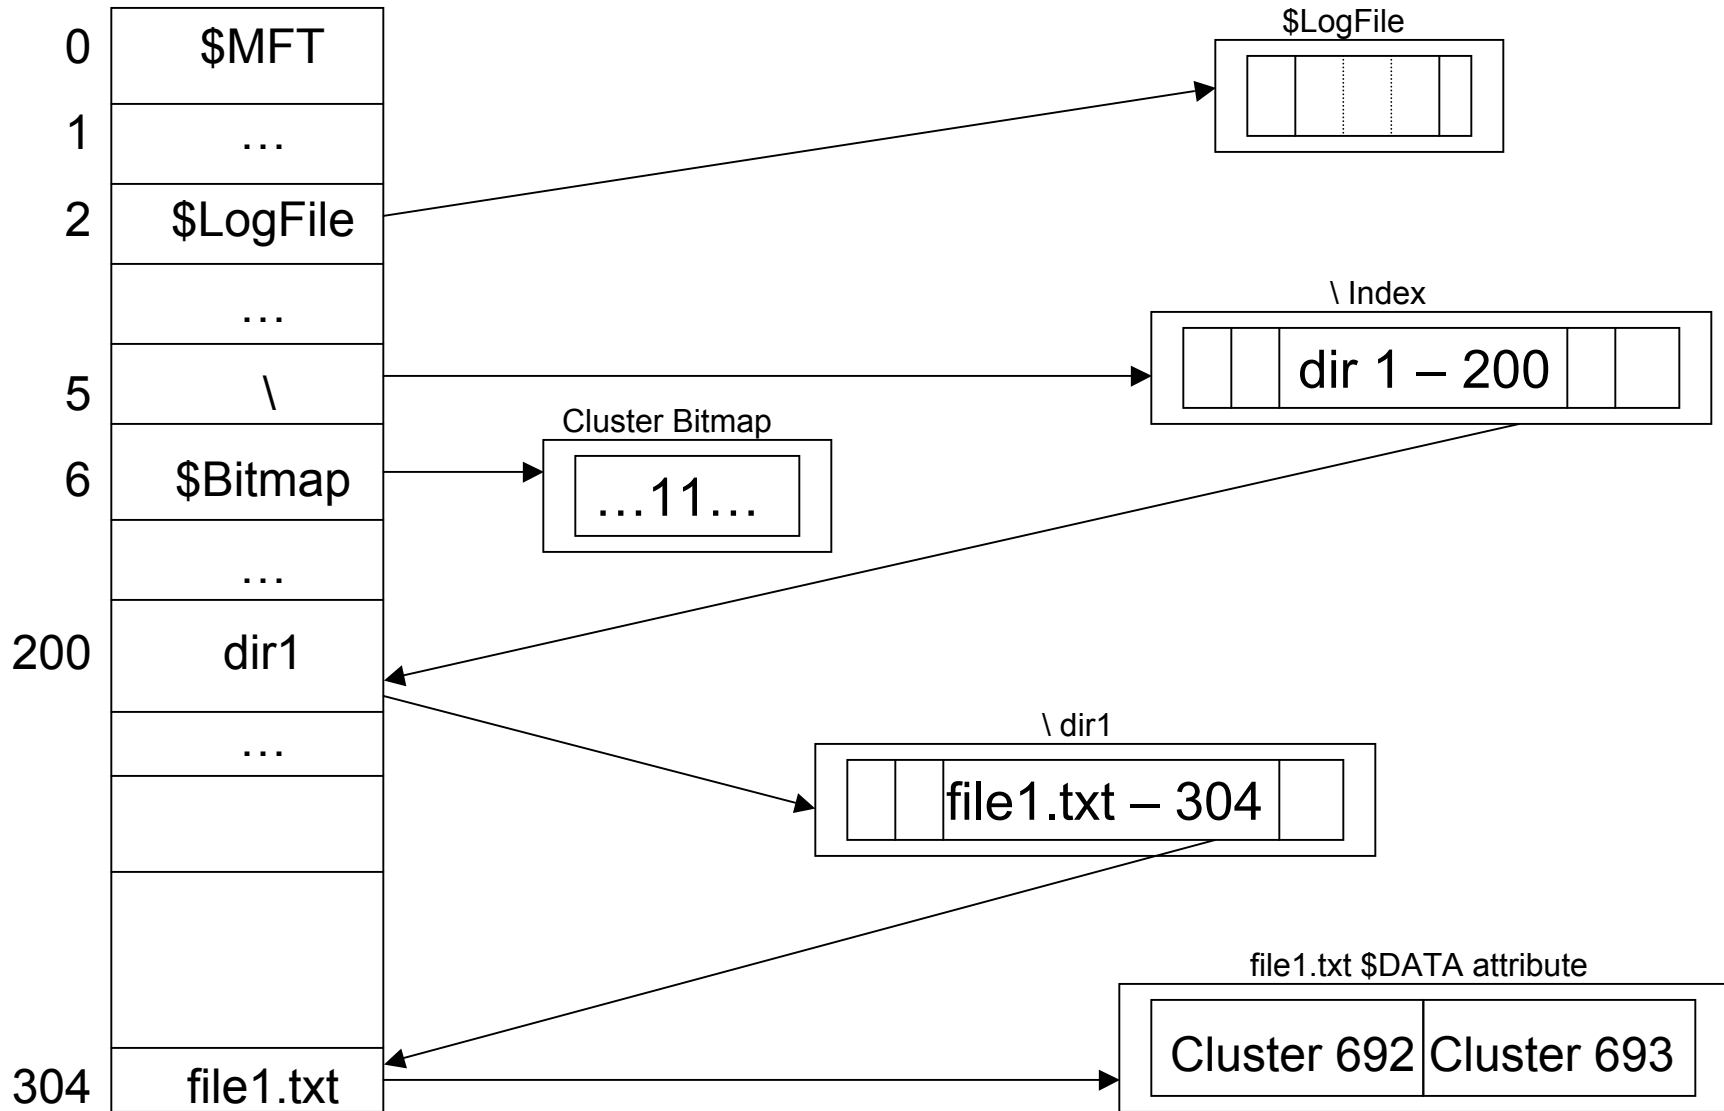 0 $MFT
1 …
2 $LogFile
…
5 \
6 $Bitmap
…
200 dir1
…
304 file1.txt
$LogFile
\ Index
dir 1 – 200
Cluster Bitmap
…11…
\ dir1
file1.txt – 304
file1.txt $DATA attribute
Cluster 692 Cluster 693